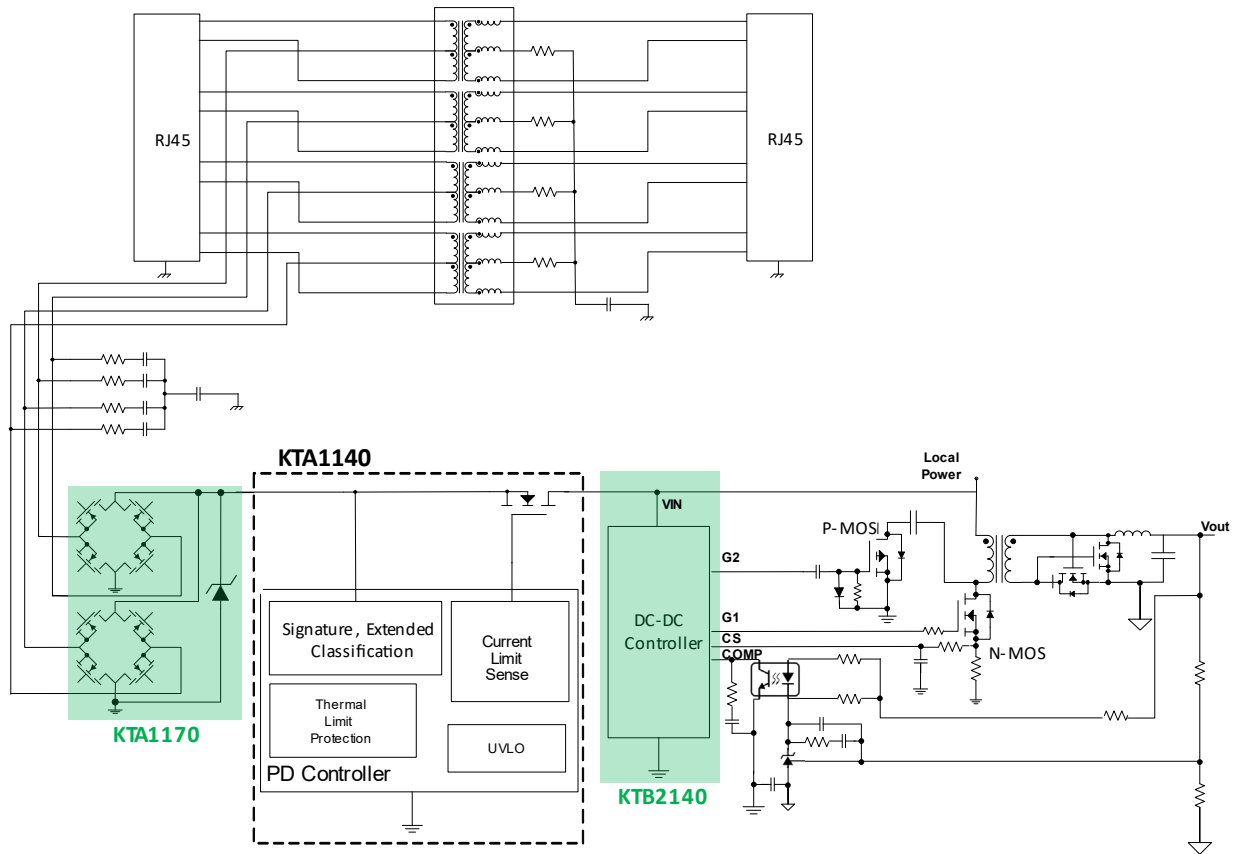 RJ45
RJ45
KTA1140
Local
Power
VIN
P-MOS
Vout
G2
DC-DC
Controller
G1
CS
COMP
N-MOS
Signature, Extended
Classification
Current
Limit
Sense
Thermal
Limit
Protection
UVLO
PD Controller
KTA1170
KTB2140